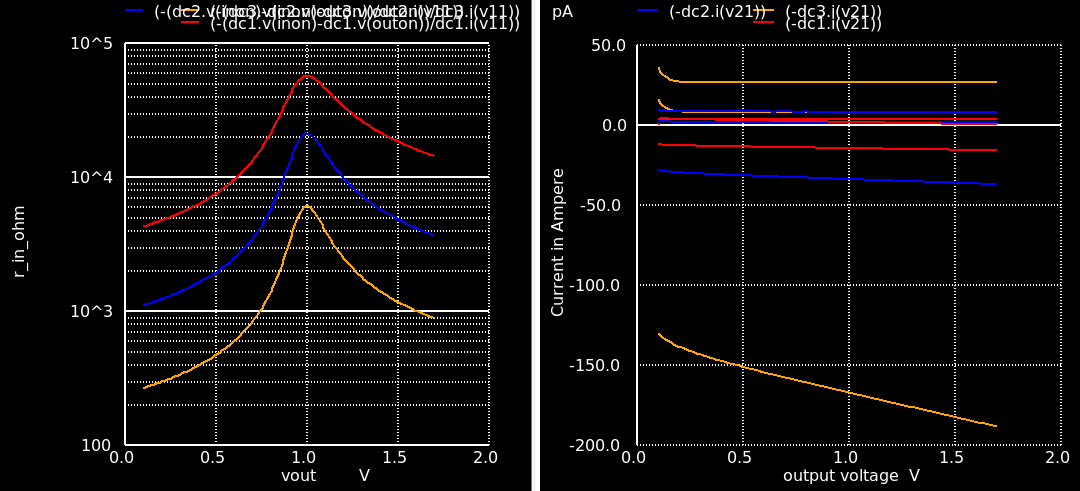 (-dc1.v(inon)-dc1.v(outon))/dc1.i(v11))
10^5
10^4
10^3
100
r_in_ohm
0.0 0.5 1.0 1.5 2.0
vout V
pA (-dc2.i(v21)) (-dc3.i(v21))
(-dc1.i(v21))
50.0
0.0
-50.0
-100.0
-150.0
-200.0
Current in Ampere
0.0 0.5 1.0 1.5 2.0
output voltage V